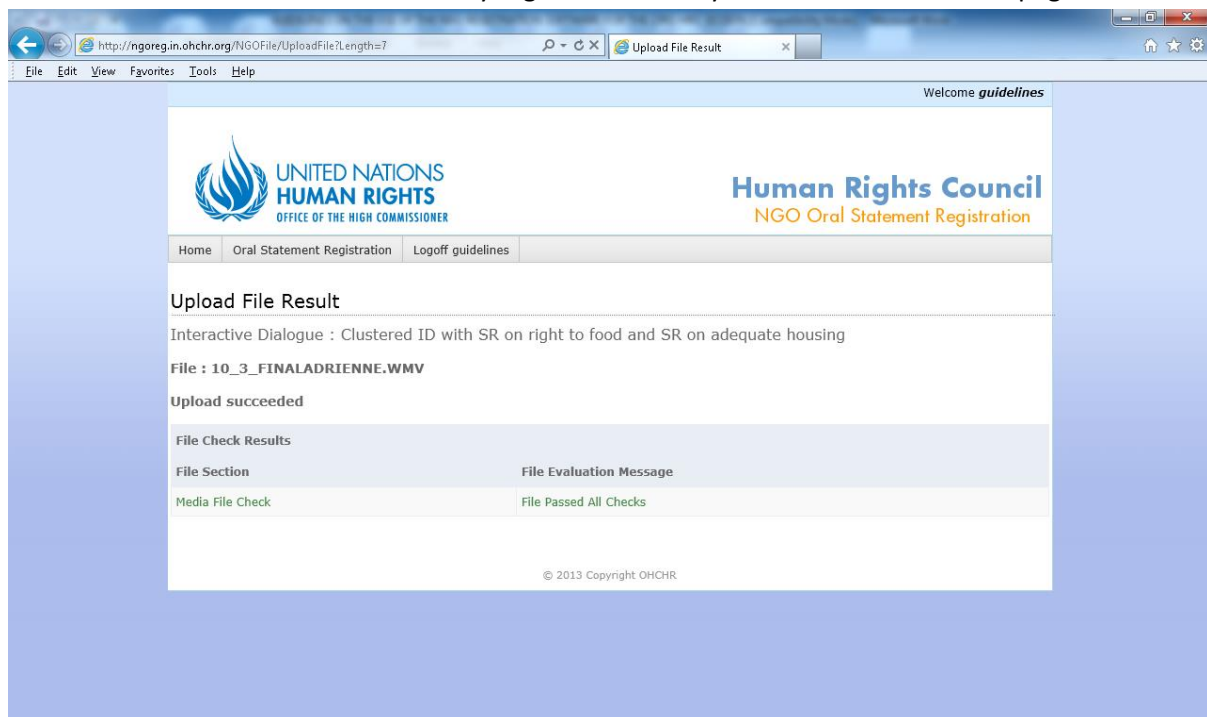 http://ngoreg.in.ohchr.org/NGOFile/UploadFile?Length=7
Upload File Result
File Edit View Favorites Tools Help
Welcome guidelines
UNITED NATIONS
HUMAN RIGHTS
OFFICE OF THE HIGH COMMISSIONER
Human Rights Council
NGO Oral Statement Registration
Home Oral Statement Registration Logoff guidelines
Upload File Result
Interactive Dialogue : Clustered ID with SR on right to food and SR on adequate housing
File : 10_3_FINALADRIENNE.WMV
Upload succeeded
File Check Results
File Section File Evaluation Message
Media File Check File Passed All Checks
© 2013 Copyright OHCHR